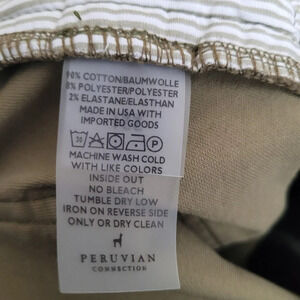 90% COTTON/BAUMWOLLE
8% POLYESTER/POLYESTER
2% ELASTANE/ELASTHAN
MADE IN USA WITH
IMPORTED GOODS
30 P
MACHINE WASH COLD
WITH LIKE COLORS
INSIDE OUT
NO BLEACH
TUMBLE DRY LOW
IRON ON REVERSE SIDE
ONLY OR DRY CLEAN
PERUVIAN
CONNECTION